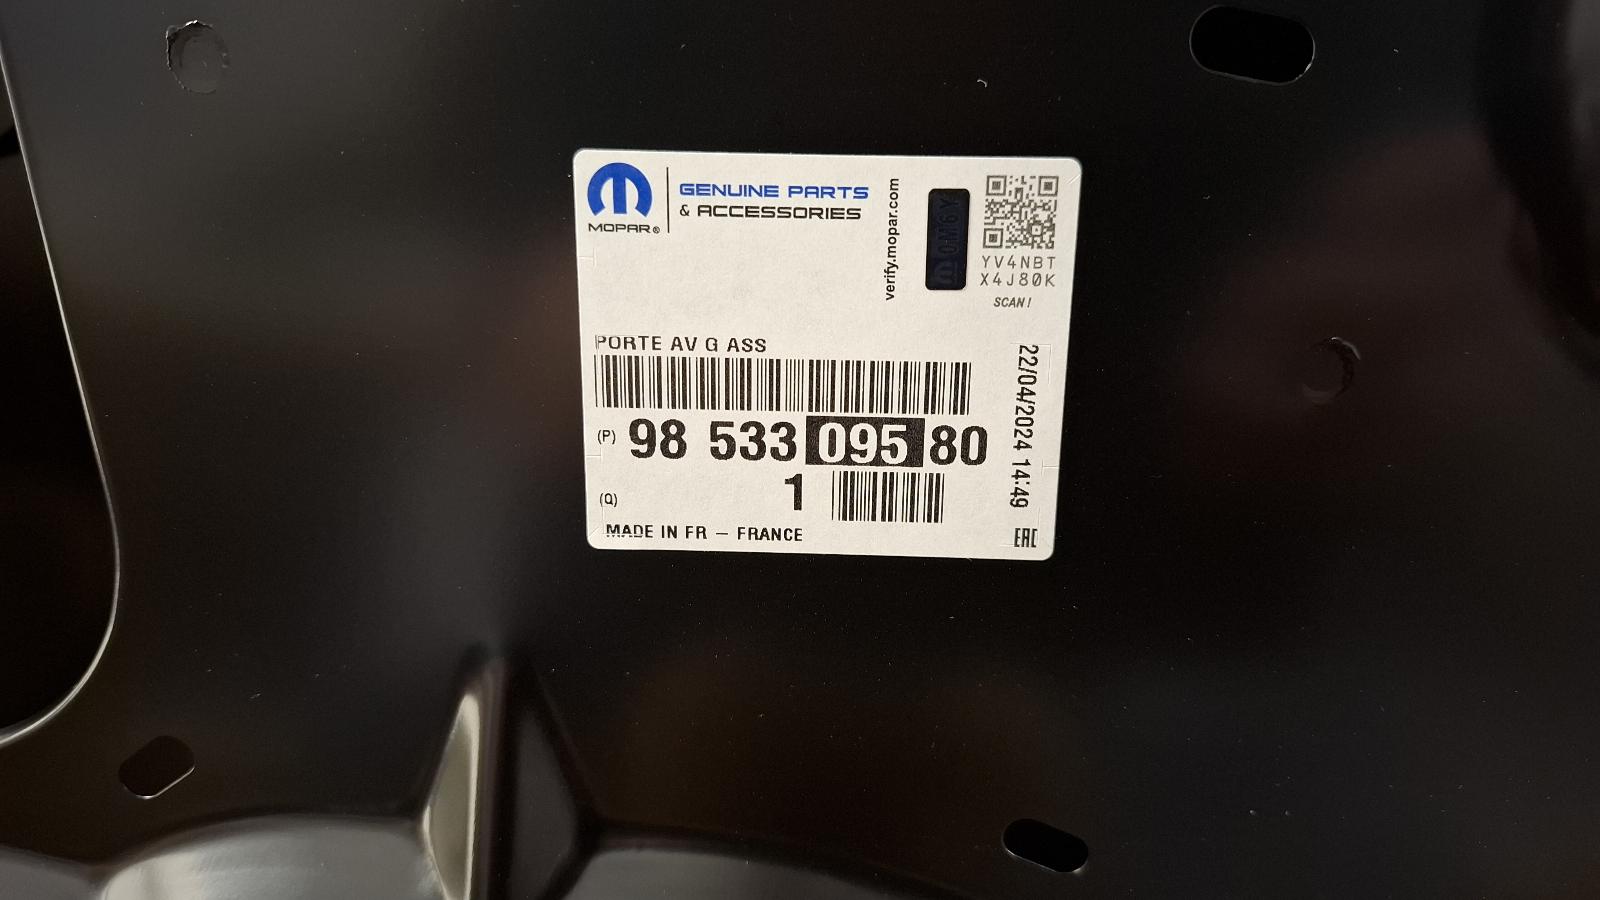 MOPAR®
GENUINE PARTS
& ACCESSORIES
verify.mopar.com
0M6Y
YV4NBT
X4J80K
SCAN!
PORTE AV G ASS
(P) 98 533 095 80
(Q) 1
MADE IN FR – FRANCE
22/04/2024 14:49
EAC